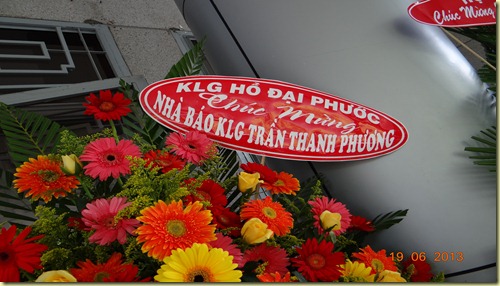 KLG HỒ ĐẠI PHƯỚC
Chúc Mừng
NHÀ BÁO KLG TRẦN THANH PHƯƠNG
Chúc Mừng
19 06 2013